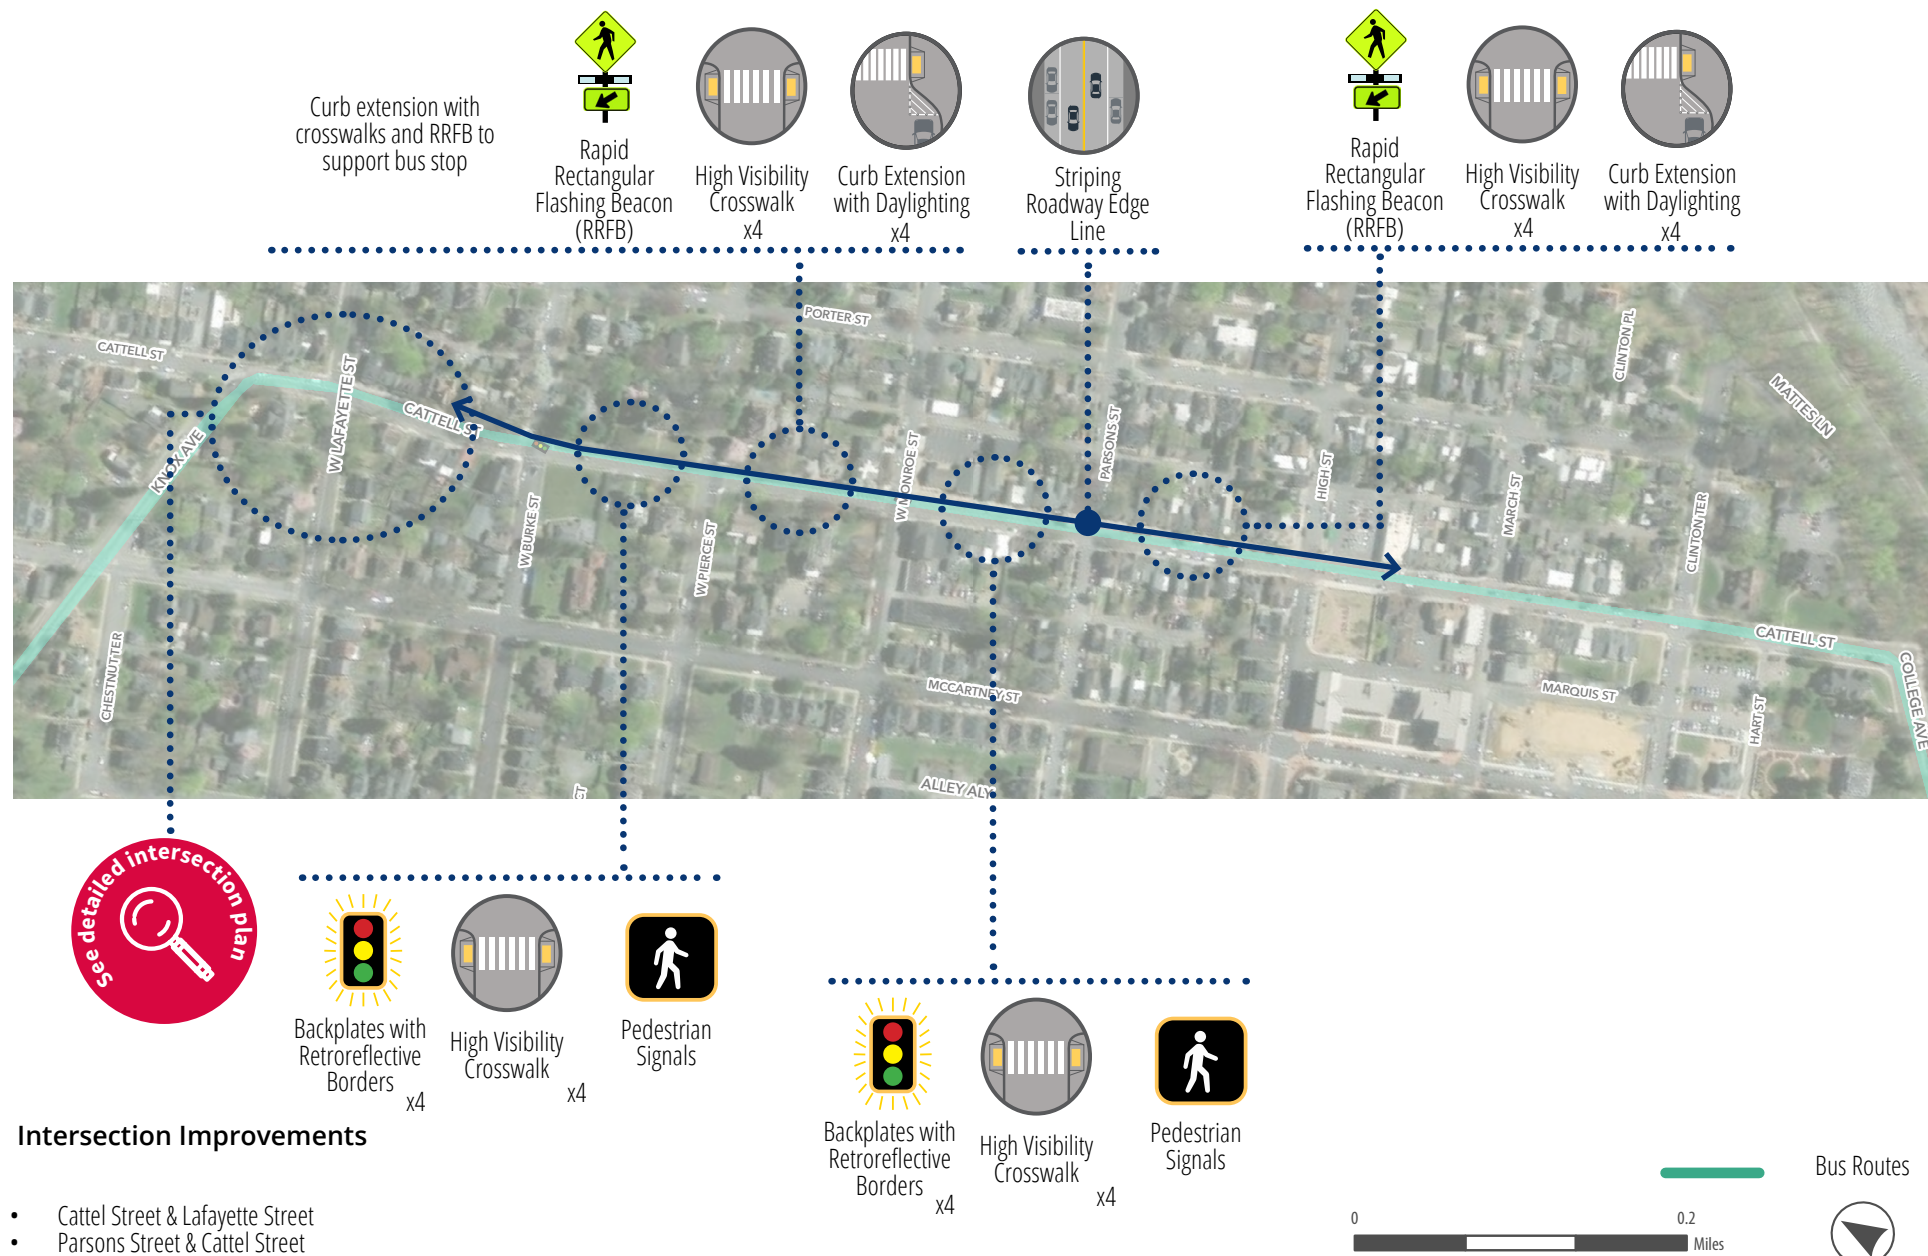 Curb extension with
crosswalks and RRFB to
support bus stop
Rapid
Rectangular
Flashing Beacon
(RRFB)
High Visibility
Crosswalk
x4
Curb Extension
with Daylighting
x4
Striping
Roadway Edge
Line
Rapid
Rectangular
Flashing Beacon
(RRFB)
High Visibility
Crosswalk
x4
Curb Extension
with Daylighting
x4
CATTELL ST
KNOX AVE
W LAFAYETTE ST
CATTELL ST
W BURKE ST
W PIERCE ST
PORTER ST
W MONROE ST
PARSONS ST
HIGH ST
MARCH ST
CLINTON PL
CLINTON TER
MATTES LN
CATTELL ST
COLLEGE AVE
CHESTNUT TER
MCCARTNEY ST
MARQUIS ST
HART ST
ALLEY ALY
CT
See detailed intersection plan
Backplates with
Retroreflective
Borders
x4
High Visibility
Crosswalk
x4
Pedestrian
Signals
Backplates with
Retroreflective
Borders
x4
High Visibility
Crosswalk
x4
Pedestrian
Signals
Intersection Improvements
• Cattel Street & Lafayette Street
• Parsons Street & Cattel Street
Bus Routes
0 0.2
Miles